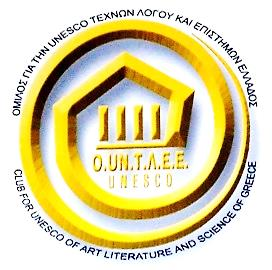 ΟΜΙΛΟΣ ΓΙΑ ΤΗΝ UNESCO ΤΕΧΝΩΝ ΛΟΓΟΥ ΚΑΙ ΕΠΙΣΤΗΜΩΝ ΕΛΛΑΔΟΣ
Ο.UN.Τ.Λ.Ε.Ε.
UNESCO
CLUB FOR UNESCO OF ART LITERATURE AND SCIENCE OF GREECE